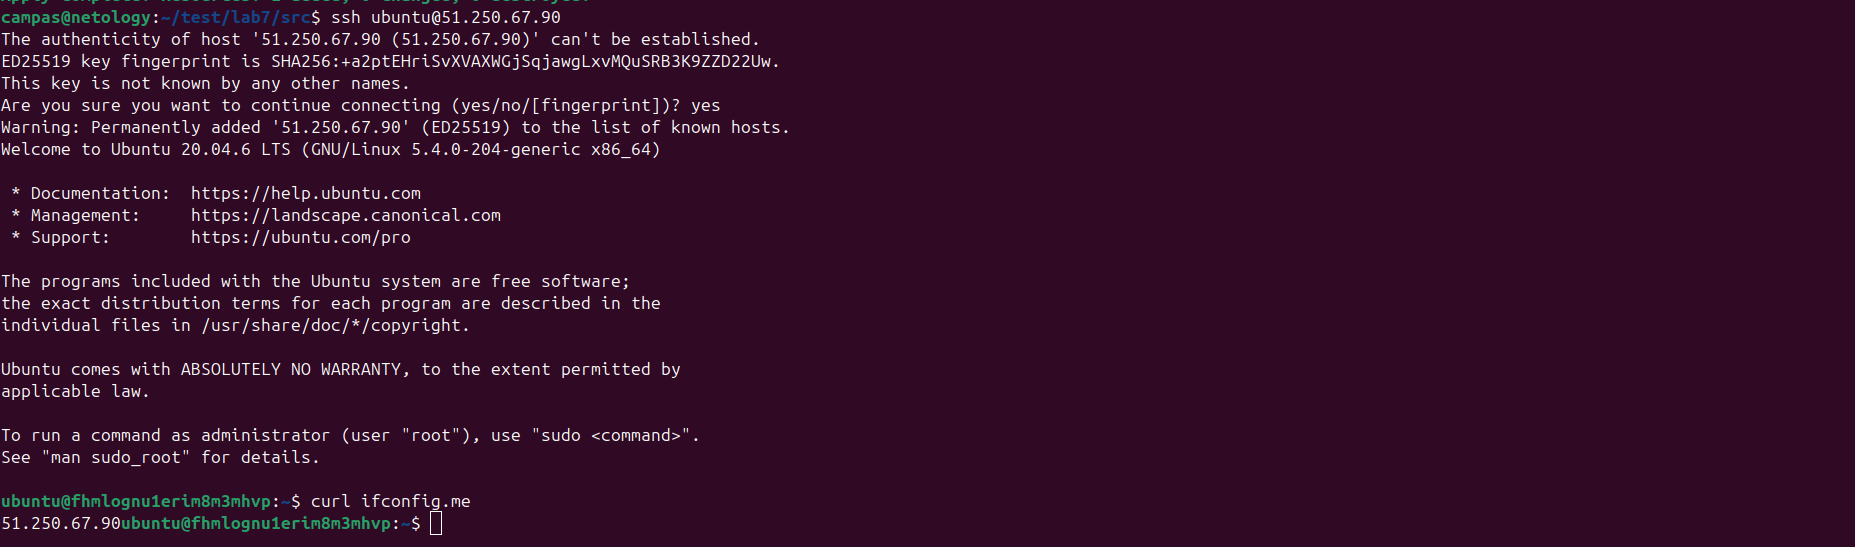 campas@netology:~/test/lab7/src$ ssh ubuntu@51.250.67.90
The authenticity of host '51.250.67.90 (51.250.67.90)' can't be established.
ED25519 key fingerprint is SHA256:+a2ptEHriSvXVAXWGjSqjawgLxvMQuSRB3K9ZZD22Uw.
This key is not known by any other names.
Are you sure you want to continue connecting (yes/no/[fingerprint])? yes
Warning: Permanently added '51.250.67.90' (ED25519) to the list of known hosts.
Welcome to Ubuntu 20.04.6 LTS (GNU/Linux 5.4.0-204-generic x86_64)
* Documentation:  https://help.ubuntu.com
* Management:     https://landscape.canonical.com
* Support:        https://ubuntu.com/pro
The programs included with the Ubuntu system are free software;
the exact distribution terms for each program are described in the
individual files in /usr/share/doc/*/copyright.
Ubuntu comes with ABSOLUTELY NO WARRANTY, to the extent permitted by
applicable law.
To run a command as administrator (user "root"), use "sudo <command>".
See "man sudo_root" for details.
ubuntu@fhmlognu1erim8m3mhvp:~$ curl ifconfig.me
51.250.67.90ubuntu@fhmlognu1erim8m3mhvp:~$